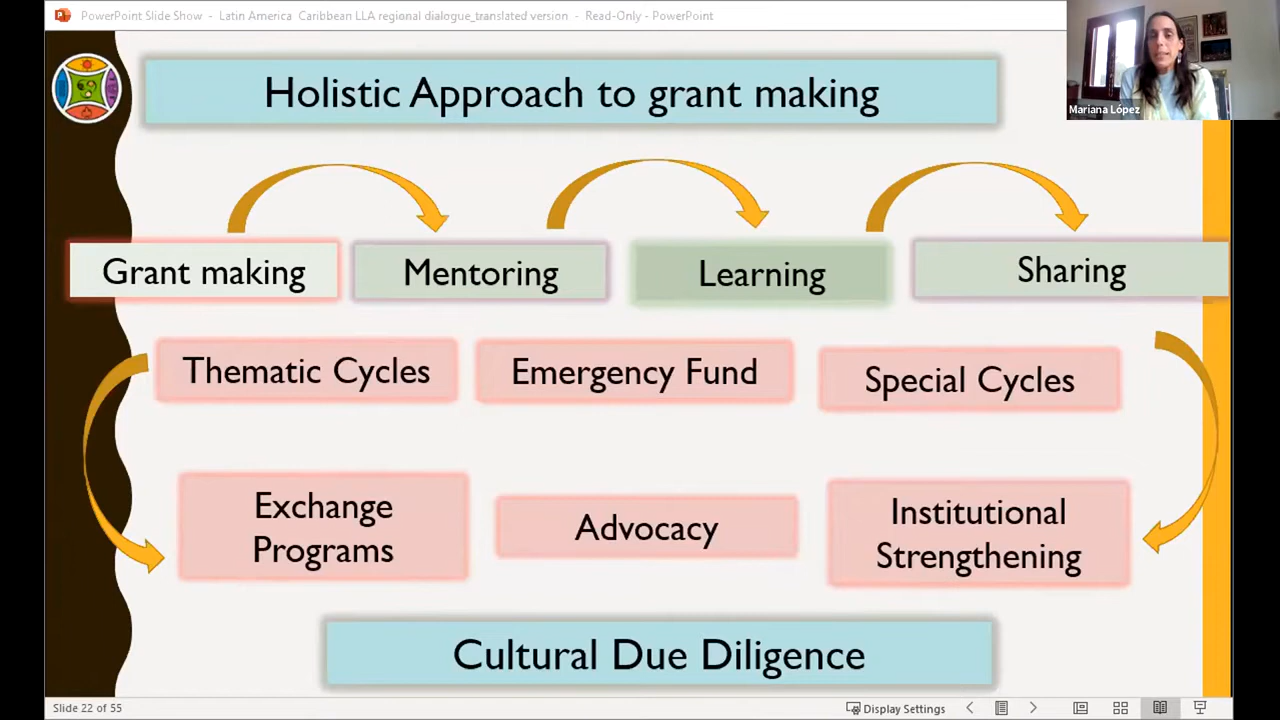 PowerPoint Slide Show - Latin America Caribbean LLA regional dialogue_translated version - Read-Only - PowerPoint
Mariana López
Holistic Approach to grant making
Grant making
Mentoring
Learning
Sharing
Thematic Cycles
Emergency Fund
Special Cycles
Exchange
Programs
Advocacy
Institutional
Strengthening
Cultural Due Diligence
Slide 22 of 55
Display Settings